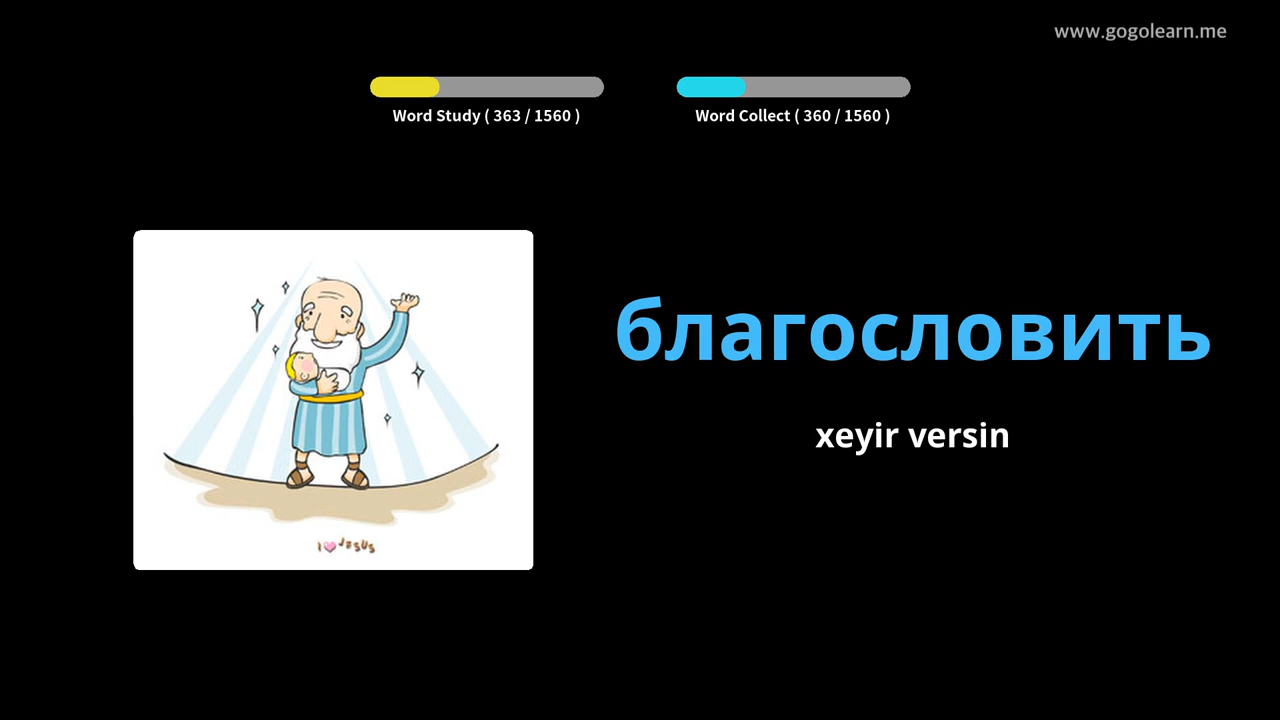 www.gogolearn.me
Word Study ( 363 / 1560 )
Word Collect ( 360 / 1560 )
благословить
xeyir versin
I JESUS